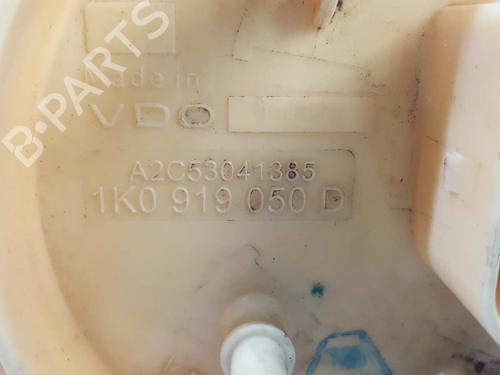 B-PARTS
Made in
VDO
A2C53041385
1K0 919 050 D